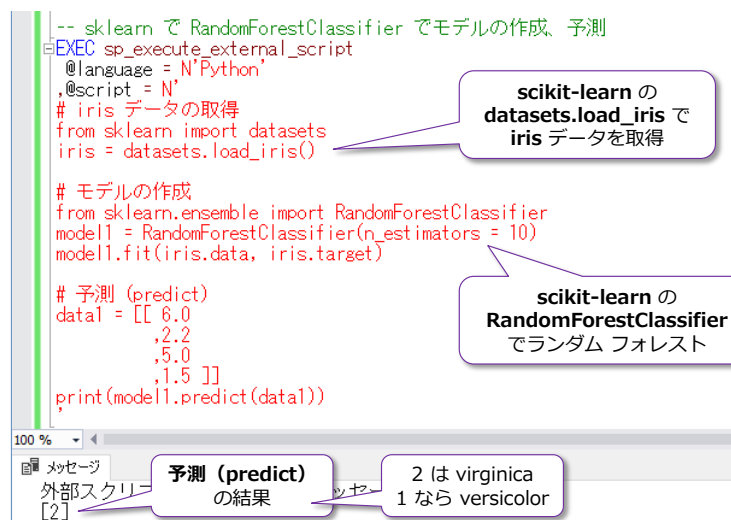 -- sklearn で RandomForestClassifier でモデルの作成、予測
EXEC sp_execute_external_script
@language = N'Python'
,@script = N'
# iris データの取得
from sklearn import datasets
iris = datasets.load_iris()
scikit-learn の
datasets.load_iris で
iris データを取得
# モデルの作成
from sklearn.ensemble import RandomForestClassifier
model1 = RandomForestClassifier(n_estimators = 10)
model1.fit(iris.data, iris.target)
scikit-learn の
RandomForestClassifier
でランダム フォレスト
# 予測 (predict)
data1 = [[ 6.0
,2.2
,5.0
,1.5 ]]
print(model1.predict(data1))
'
100 %
メッセージ
外部スクリ
[2]
予測（predict）
の結果
2 は virginica
1 なら versicolor